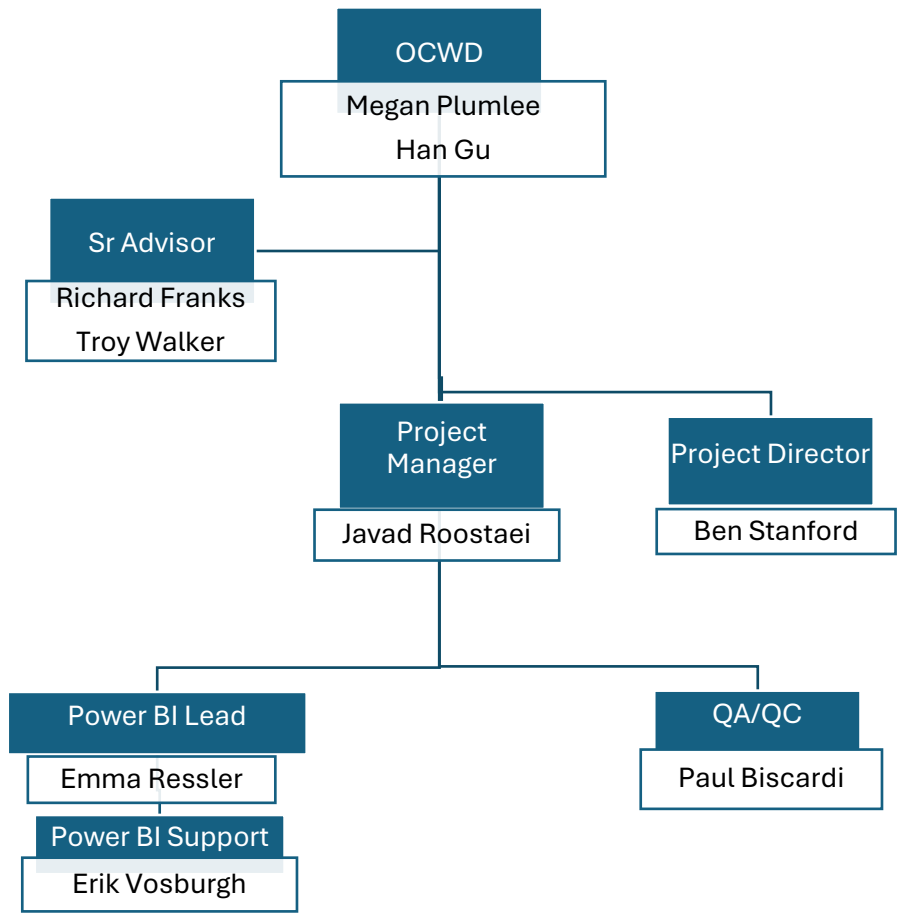 OCWD
Megan Plumlee
Han Gu
Sr Advisor
Richard Franks
Troy Walker
Project
Manager
Javad Roostaei
Project Director
Ben Stanford
Power BI Lead
Emma Ressler
Power BI Support
Erik Vosburgh
QA/QC
Paul Biscardi